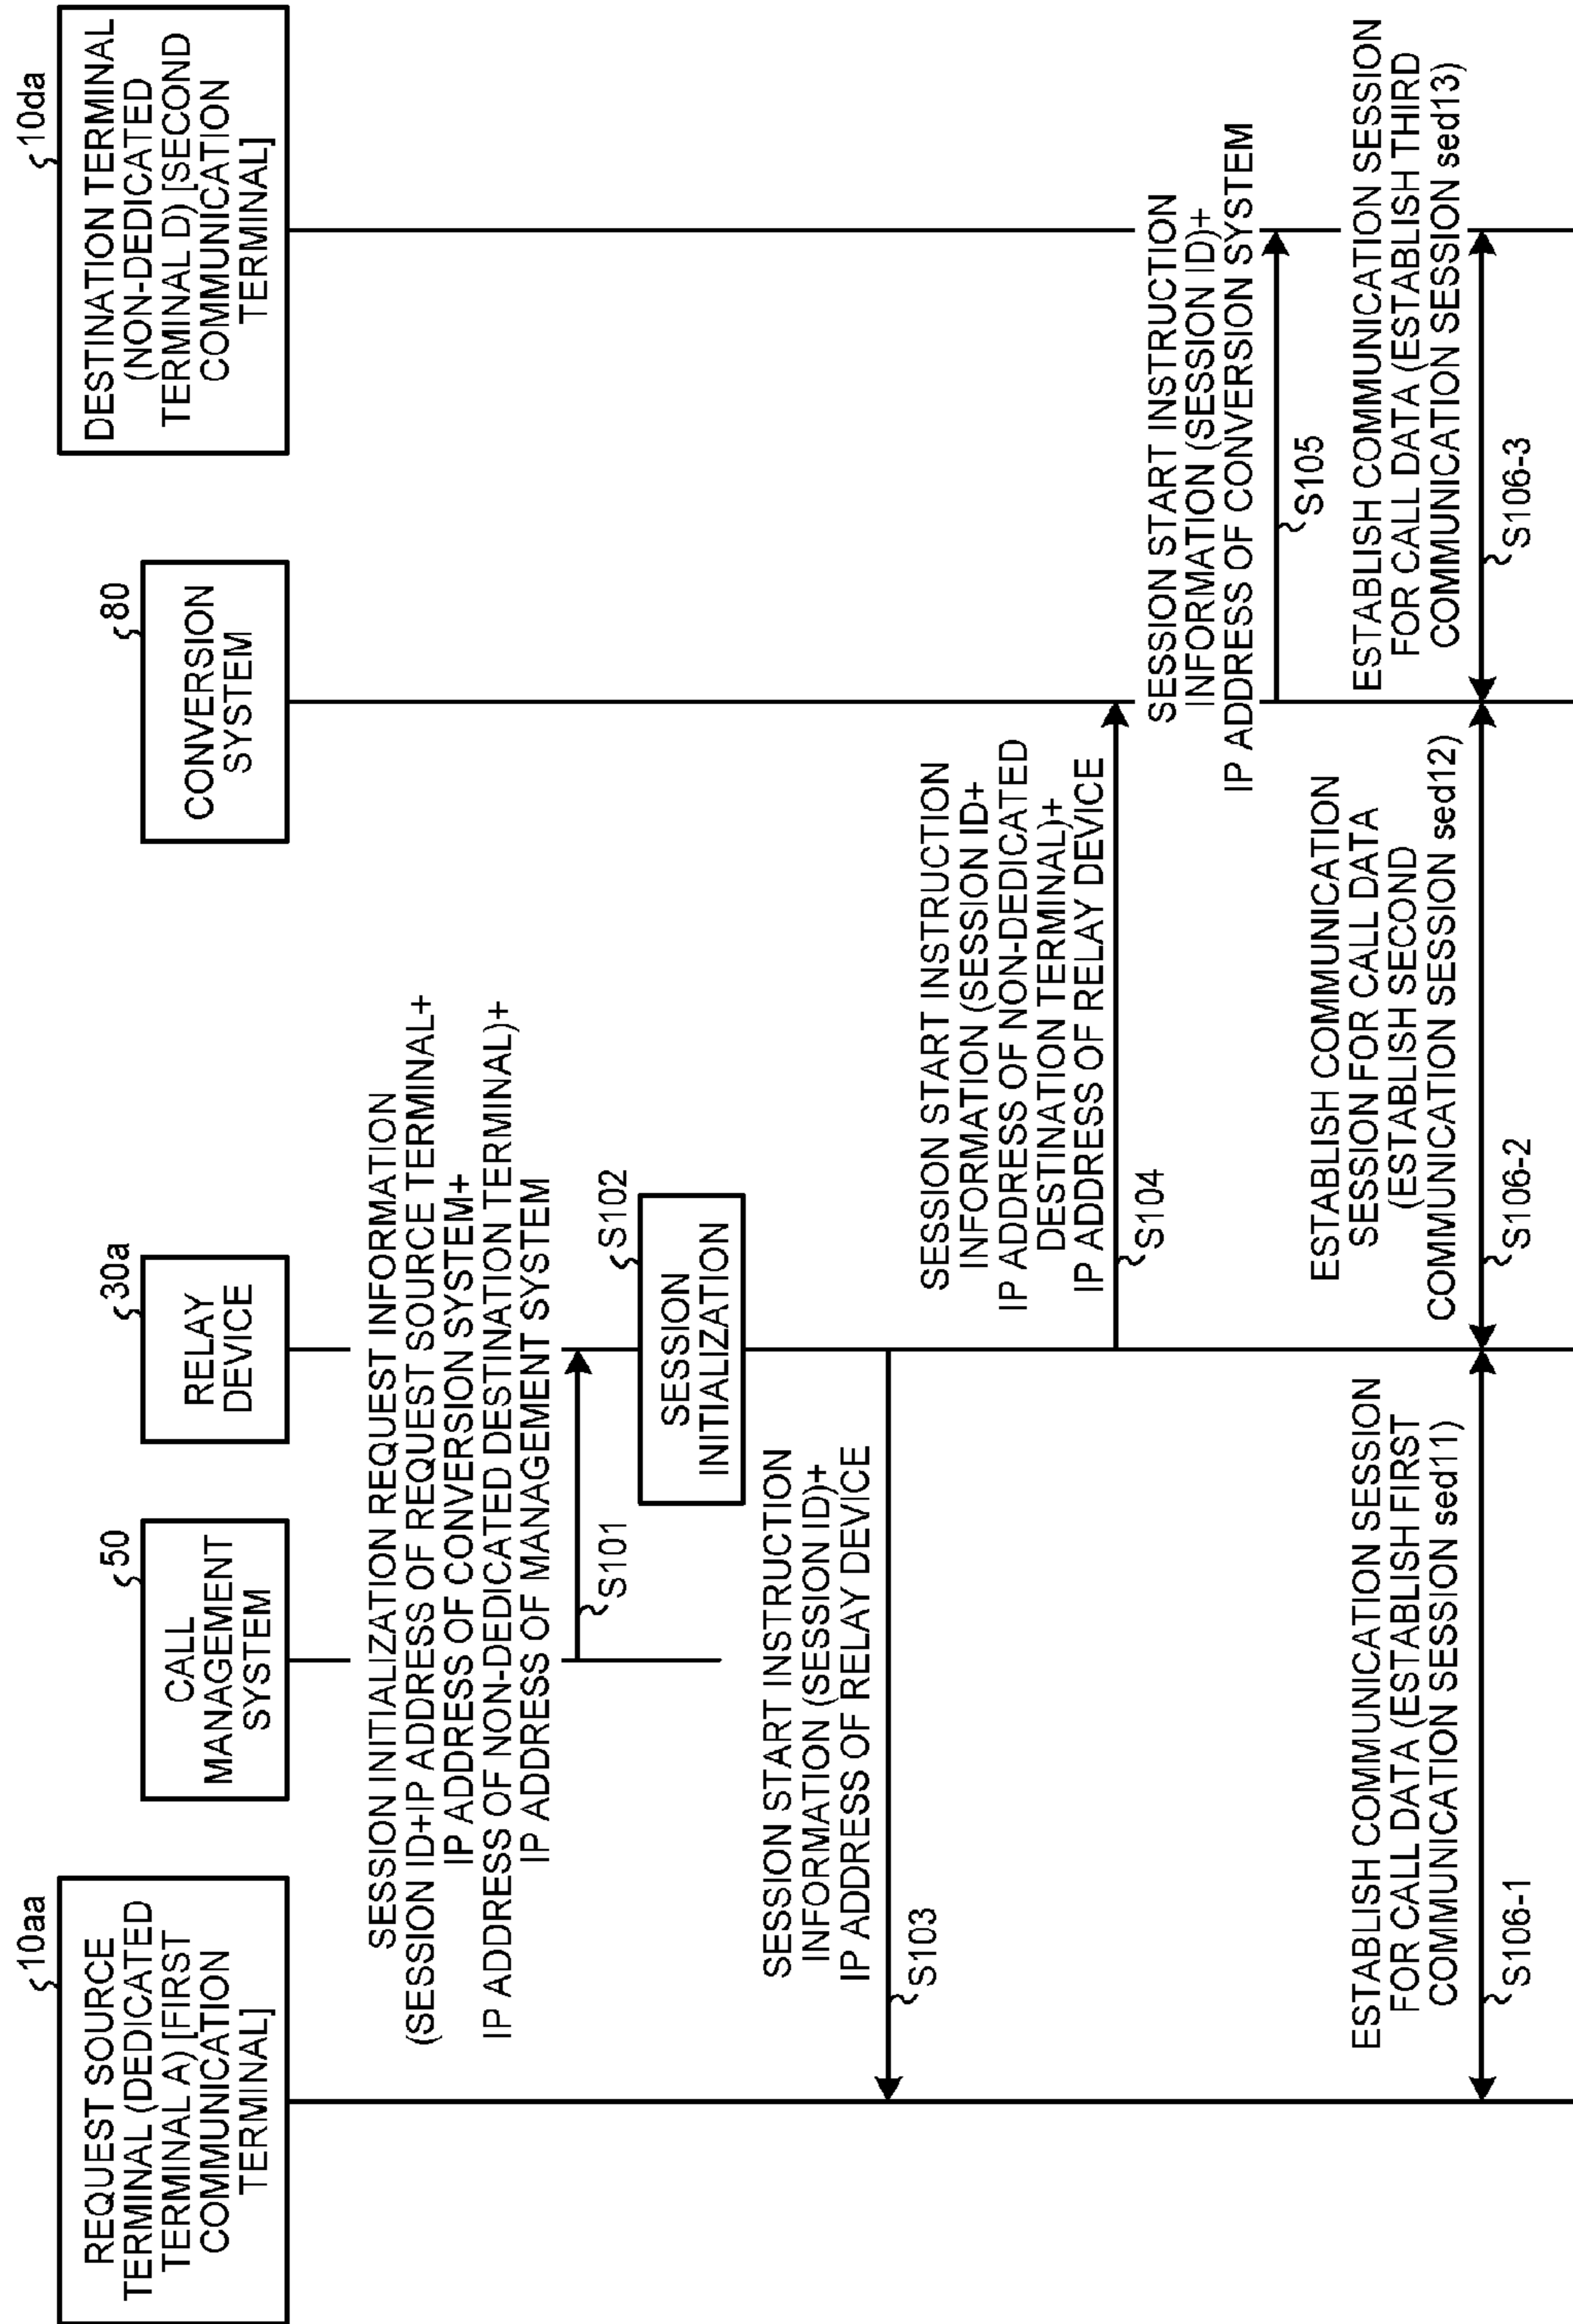 10aa
REQUEST SOURCE
TERMINAL (DEDICATED
TERMINAL A) [FIRST
COMMUNICATION
TERMINAL]
50
CALL
MANAGEMENT
SYSTEM
30a
RELAY
DEVICE
80
CONVERSION
SYSTEM
10da
DESTINATION TERMINAL
(NON-DEDICATED
TERMINAL D) [SECOND
COMMUNICATION
TERMINAL]
SESSION INITIALIZATION REQUEST INFORMATION
(SESSION ID+IP ADDRESS OF REQUEST SOURCE TERMINAL+
IP ADDRESS OF CONVERSION SYSTEM+
IP ADDRESS OF NON-DEDICATED DESTINATION TERMINAL)+
IP ADDRESS OF MANAGEMENT SYSTEM
S101
S102
SESSION
INITIALIZATION
SESSION START INSTRUCTION
INFORMATION (SESSION ID)+
IP ADDRESS OF RELAY DEVICE
S103
SESSION START INSTRUCTION
INFORMATION (SESSION ID+
IP ADDRESS OF NON-DEDICATED
DESTINATION TERMINAL)+
IP ADDRESS OF RELAY DEVICE
S104
SESSION START INSTRUCTION
INFORMATION (SESSION ID)+
IP ADDRESS OF CONVERSION SYSTEM
S105
ESTABLISH COMMUNICATION SESSION
FOR CALL DATA (ESTABLISH FIRST
COMMUNICATION SESSION sed11)
S106-1
ESTABLISH COMMUNICATION
SESSION FOR CALL DATA
(ESTABLISH SECOND
COMMUNICATION SESSION sed12)
S106-2
ESTABLISH COMMUNICATION SESSION
FOR CALL DATA (ESTABLISH THIRD
COMMUNICATION SESSION sed13)
S106-3